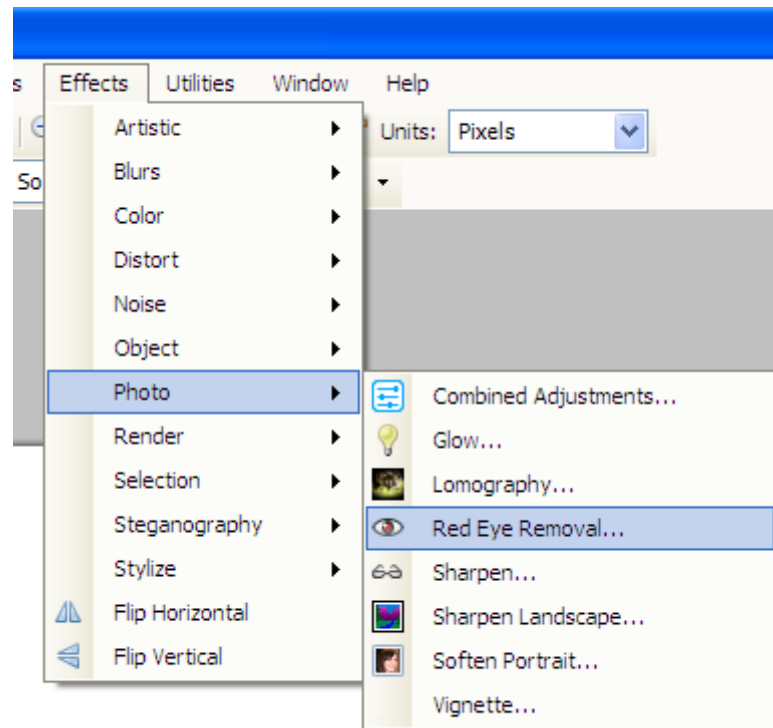 s Effects Utilities Window Help
Units: Pixels
So
Artistic
Blurs
Color
Distort
Noise
Object
Photo
Render
Selection
Steganography
Stylize
Flip Horizontal
Flip Vertical
Combined Adjustments...
Glow...
Lomography...
Red Eye Removal...
Sharpen...
Sharpen Landscape...
Soften Portrait...
Vignette...